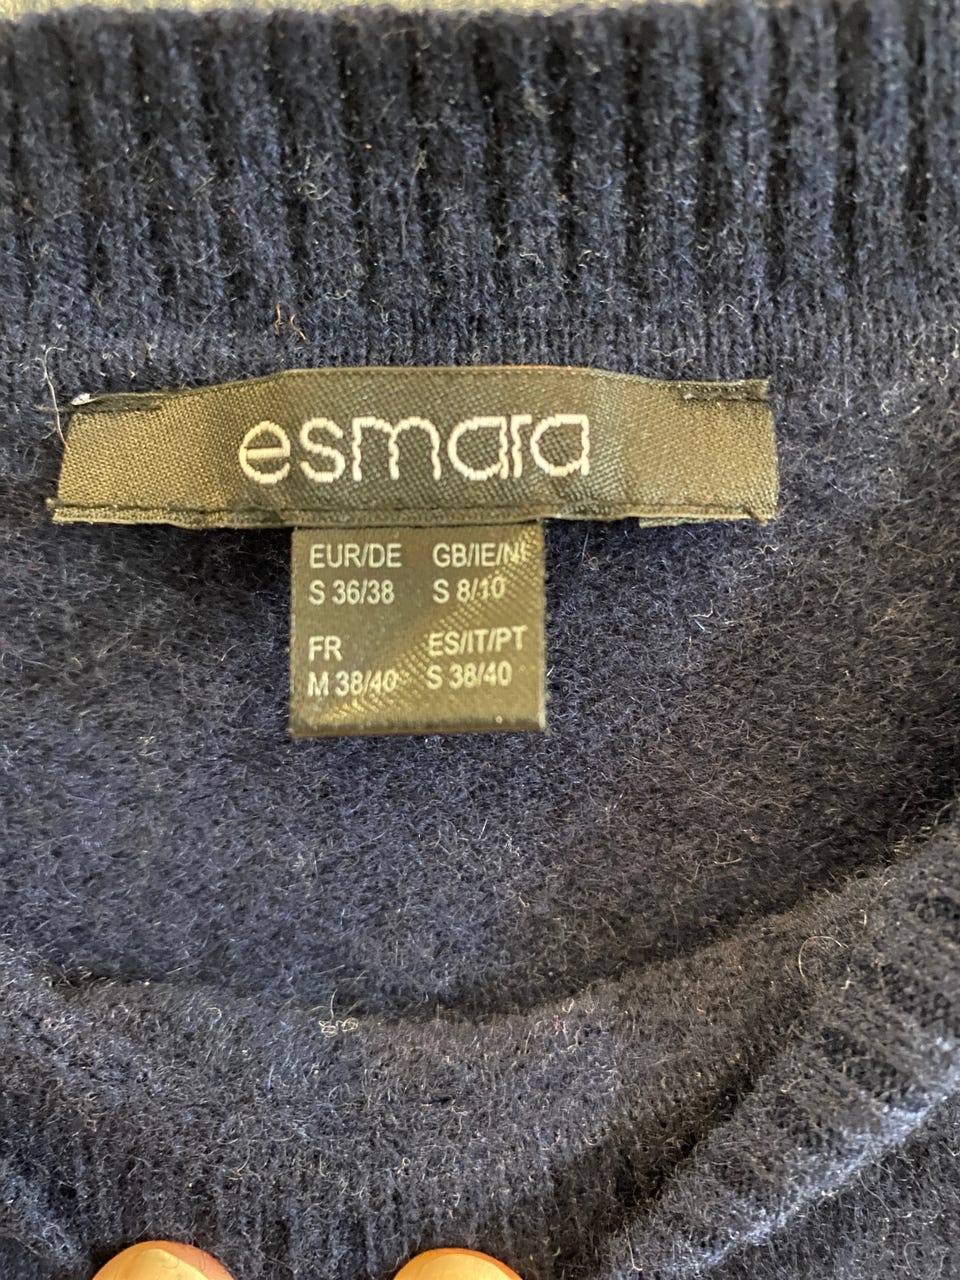 esmara
EUR/DE GB/IE/NI
S 36/38 S 8/10
FR ES/IT/PT
M 38/40 S 38/40